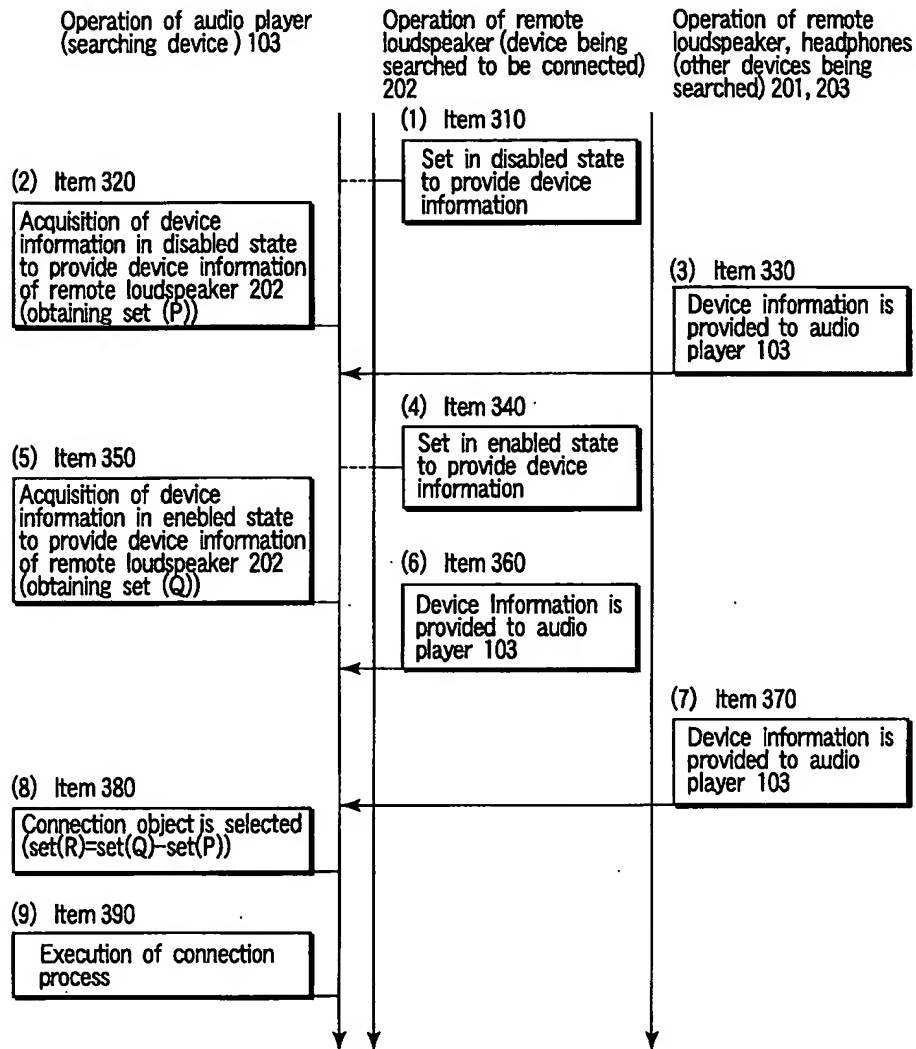 Operation of audio player
(searching device) 103
Operation of remote
loudspeaker (device being
searched to be connected)
202
Operation of remote
loudspeaker, headphones
(other devices being
searched) 201, 203
(1) Item 310
Set in disabled state
to provide device
information
(2) Item 320
Acquisition of device
information in disabled state
to provide device information
of remote loudspeaker 202
(obtaining set (P))
(3) Item 330
Device information is
provided to audio
player 103
(4) Item 340
Set in enabled state
to provide device
information
(5) Item 350
Acquisition of device
information in enebled state
to provide device information
of remote loudspeaker 202
(obtaining set (Q))
(6) Item 360
Device Information is
provided to audio
player 103
(7) Item 370
Device information is
provided to audio
player 103
(8) Item 380
Connection object is selected
(set(R)=set(Q)-set(P))
(9) Item 390
Execution of connection
process